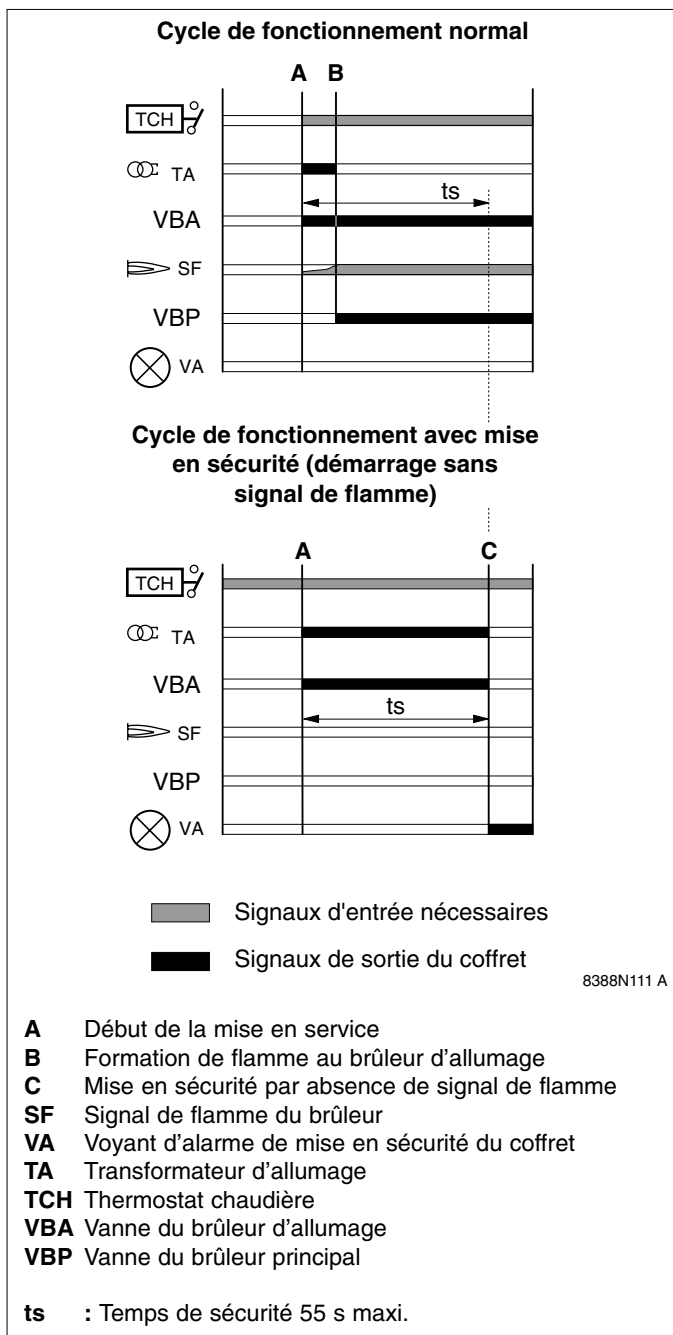 Cycle de fonctionnement normal
A B
TCH
TA
ts
VBA
SF
VBP
VA
Cycle de fonctionnement avec mise
en sécurité (démarrage sans
signal de flamme)
A C
TCH
TA
VBA
ts
SF
VBP
VA
Signaux d'entrée nécessaires
Signaux de sortie du coffret
8388N111 A
A Début de la mise en service
B Formation de flamme au brûleur d'allumage
C Mise en sécurité par absence de signal de flamme
SF Signal de flamme du brûleur
VA Voyant d'alarme de mise en sécurité du coffret
TA Transformateur d'allumage
TCH Thermostat chaudière
VBA Vanne du brûleur d'allumage
VBP Vanne du brûleur principal
ts : Temps de sécurité 55 s maxi.